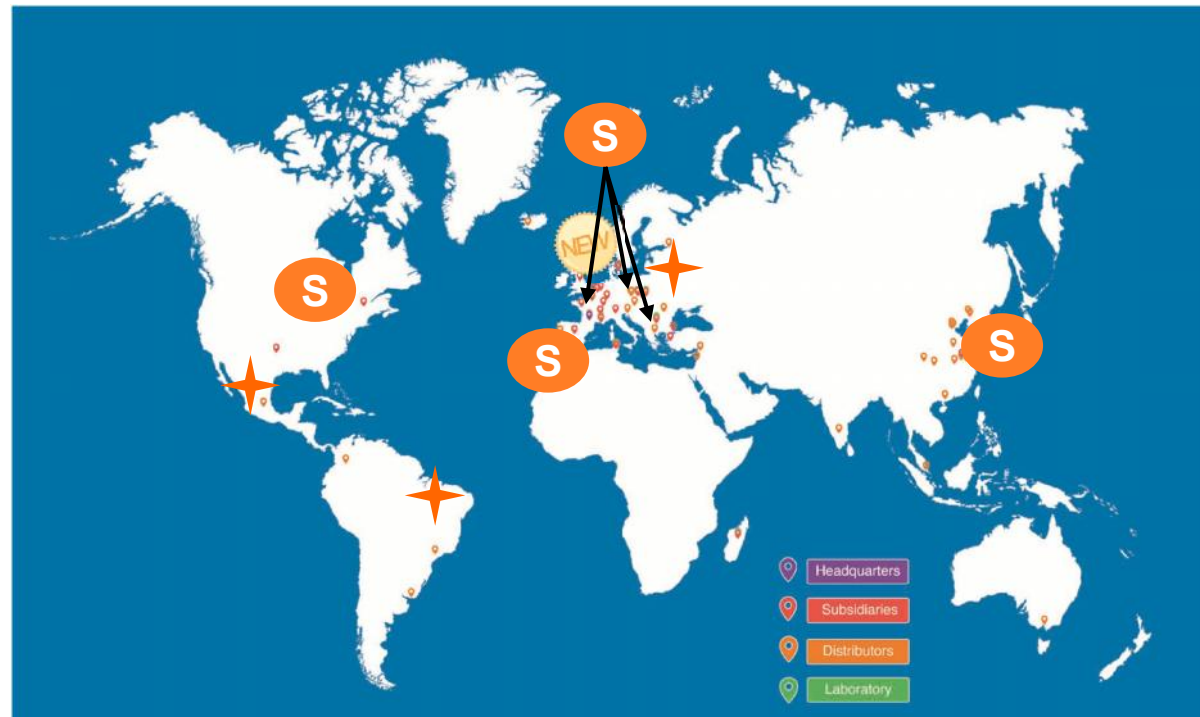 S
NEW
S
S
S
Headquarters
Subsidiaries
Distributors
Laboratory